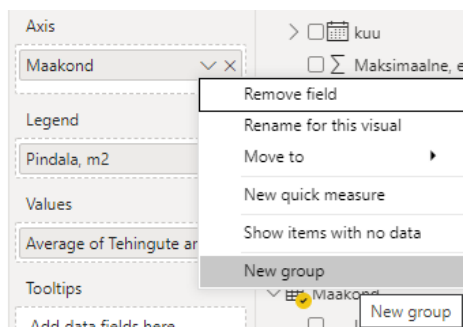 Axis
Maakond
Legend
Pindala, m2
Values
Average of Tehingute ar
Tooltips
Add data fields here
kuu
Maksimaalne, e
Remove field
Rename for this visual
Move to
New quick measure
Show items with no data
New group
Maakond
New group